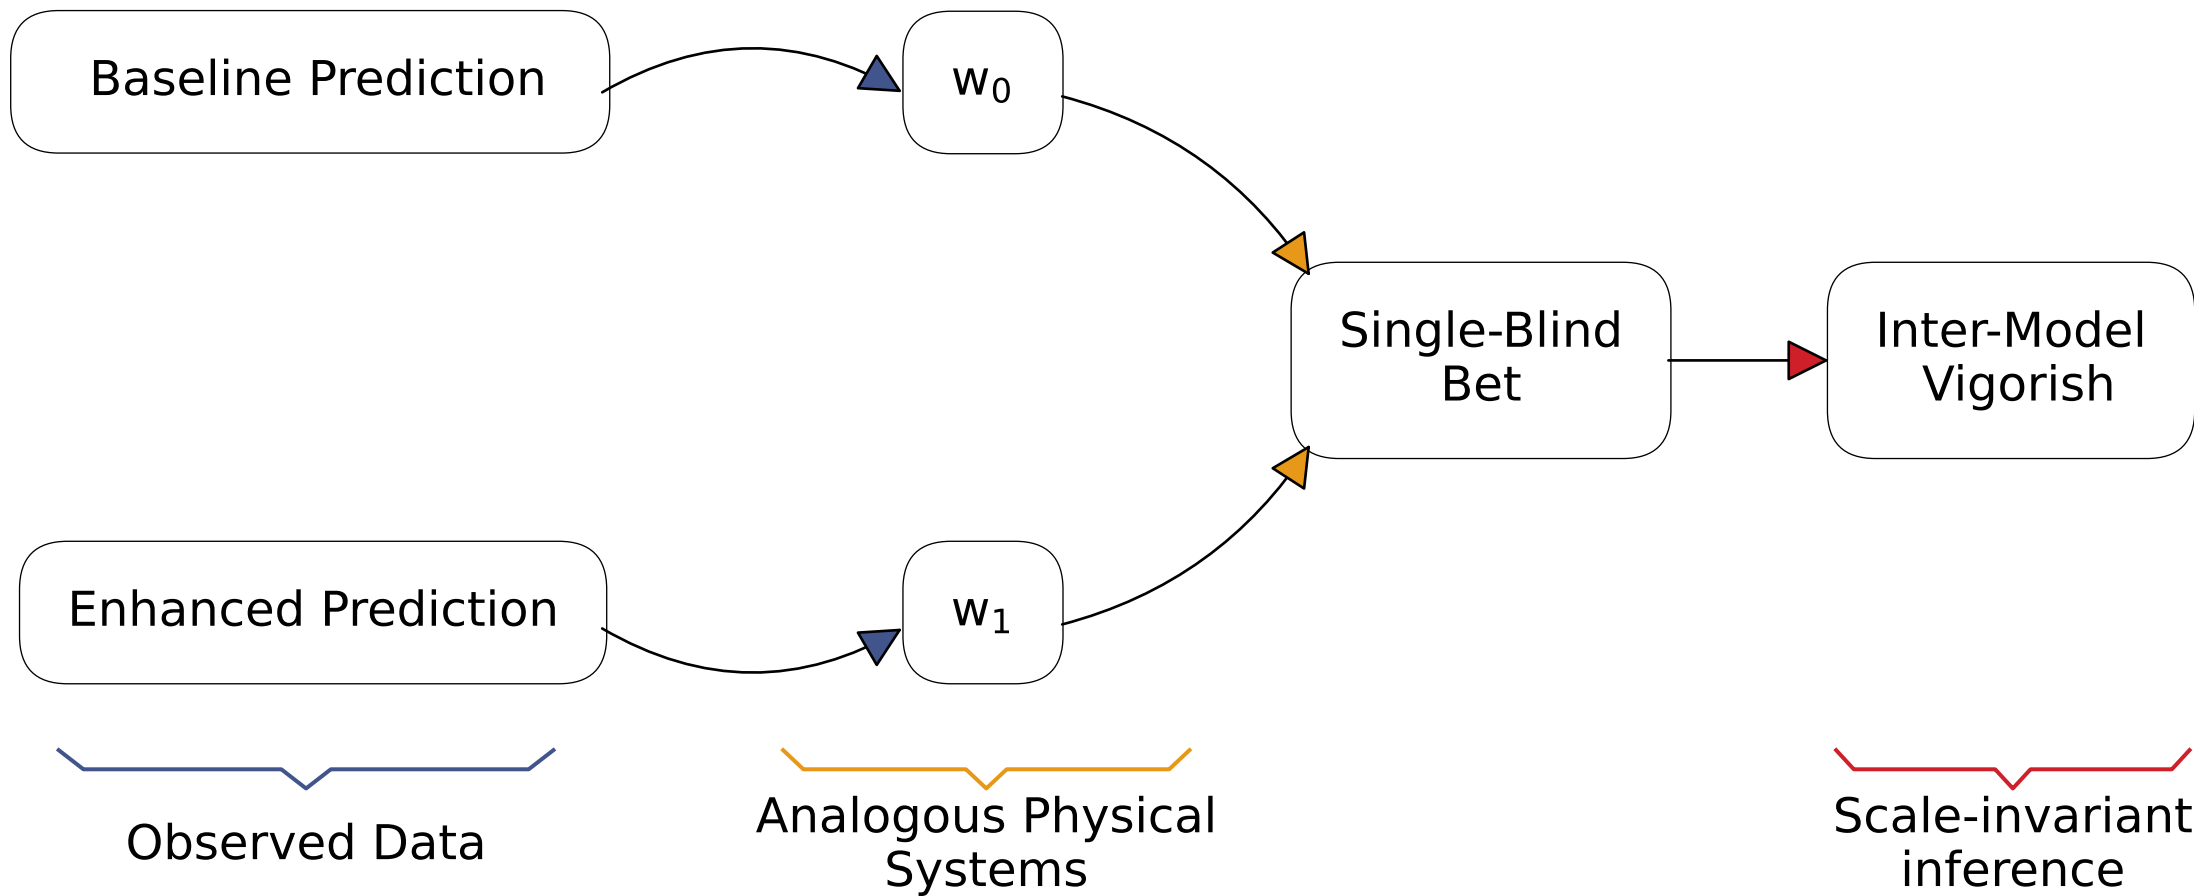 Baseline Prediction
w₀
Single-Blind
Bet
Inter-Model
Vigorish
Enhanced Prediction
w₁
Observed Data
Analogous Physical
Systems
Scale-invariant
inference